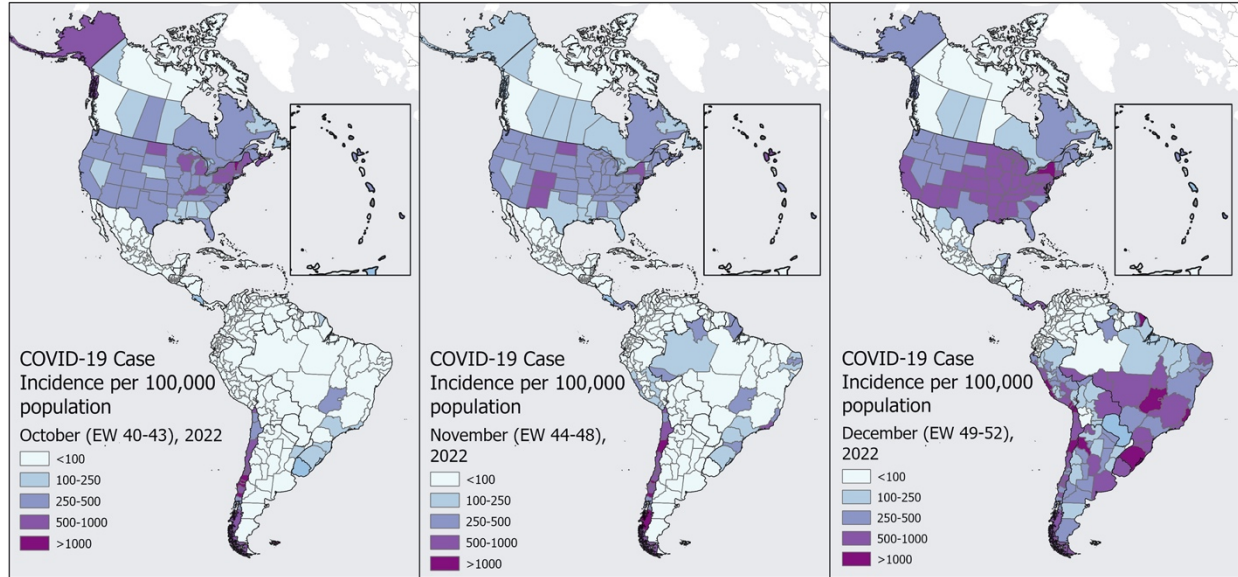 COVID-19 Case
Incidence per 100,000
population
October (EW 40-43), 2022
<100
100-250
250-500
500-1000
>1000
COVID-19 Case
Incidence per 100,000
population
November (EW 44-48),
2022
<100
100-250
250-500
500-1000
>1000
COVID-19 Case
Incidence per 100,000
population
December (EW 49-52),
2022
<100
100-250
250-500
500-1000
>1000